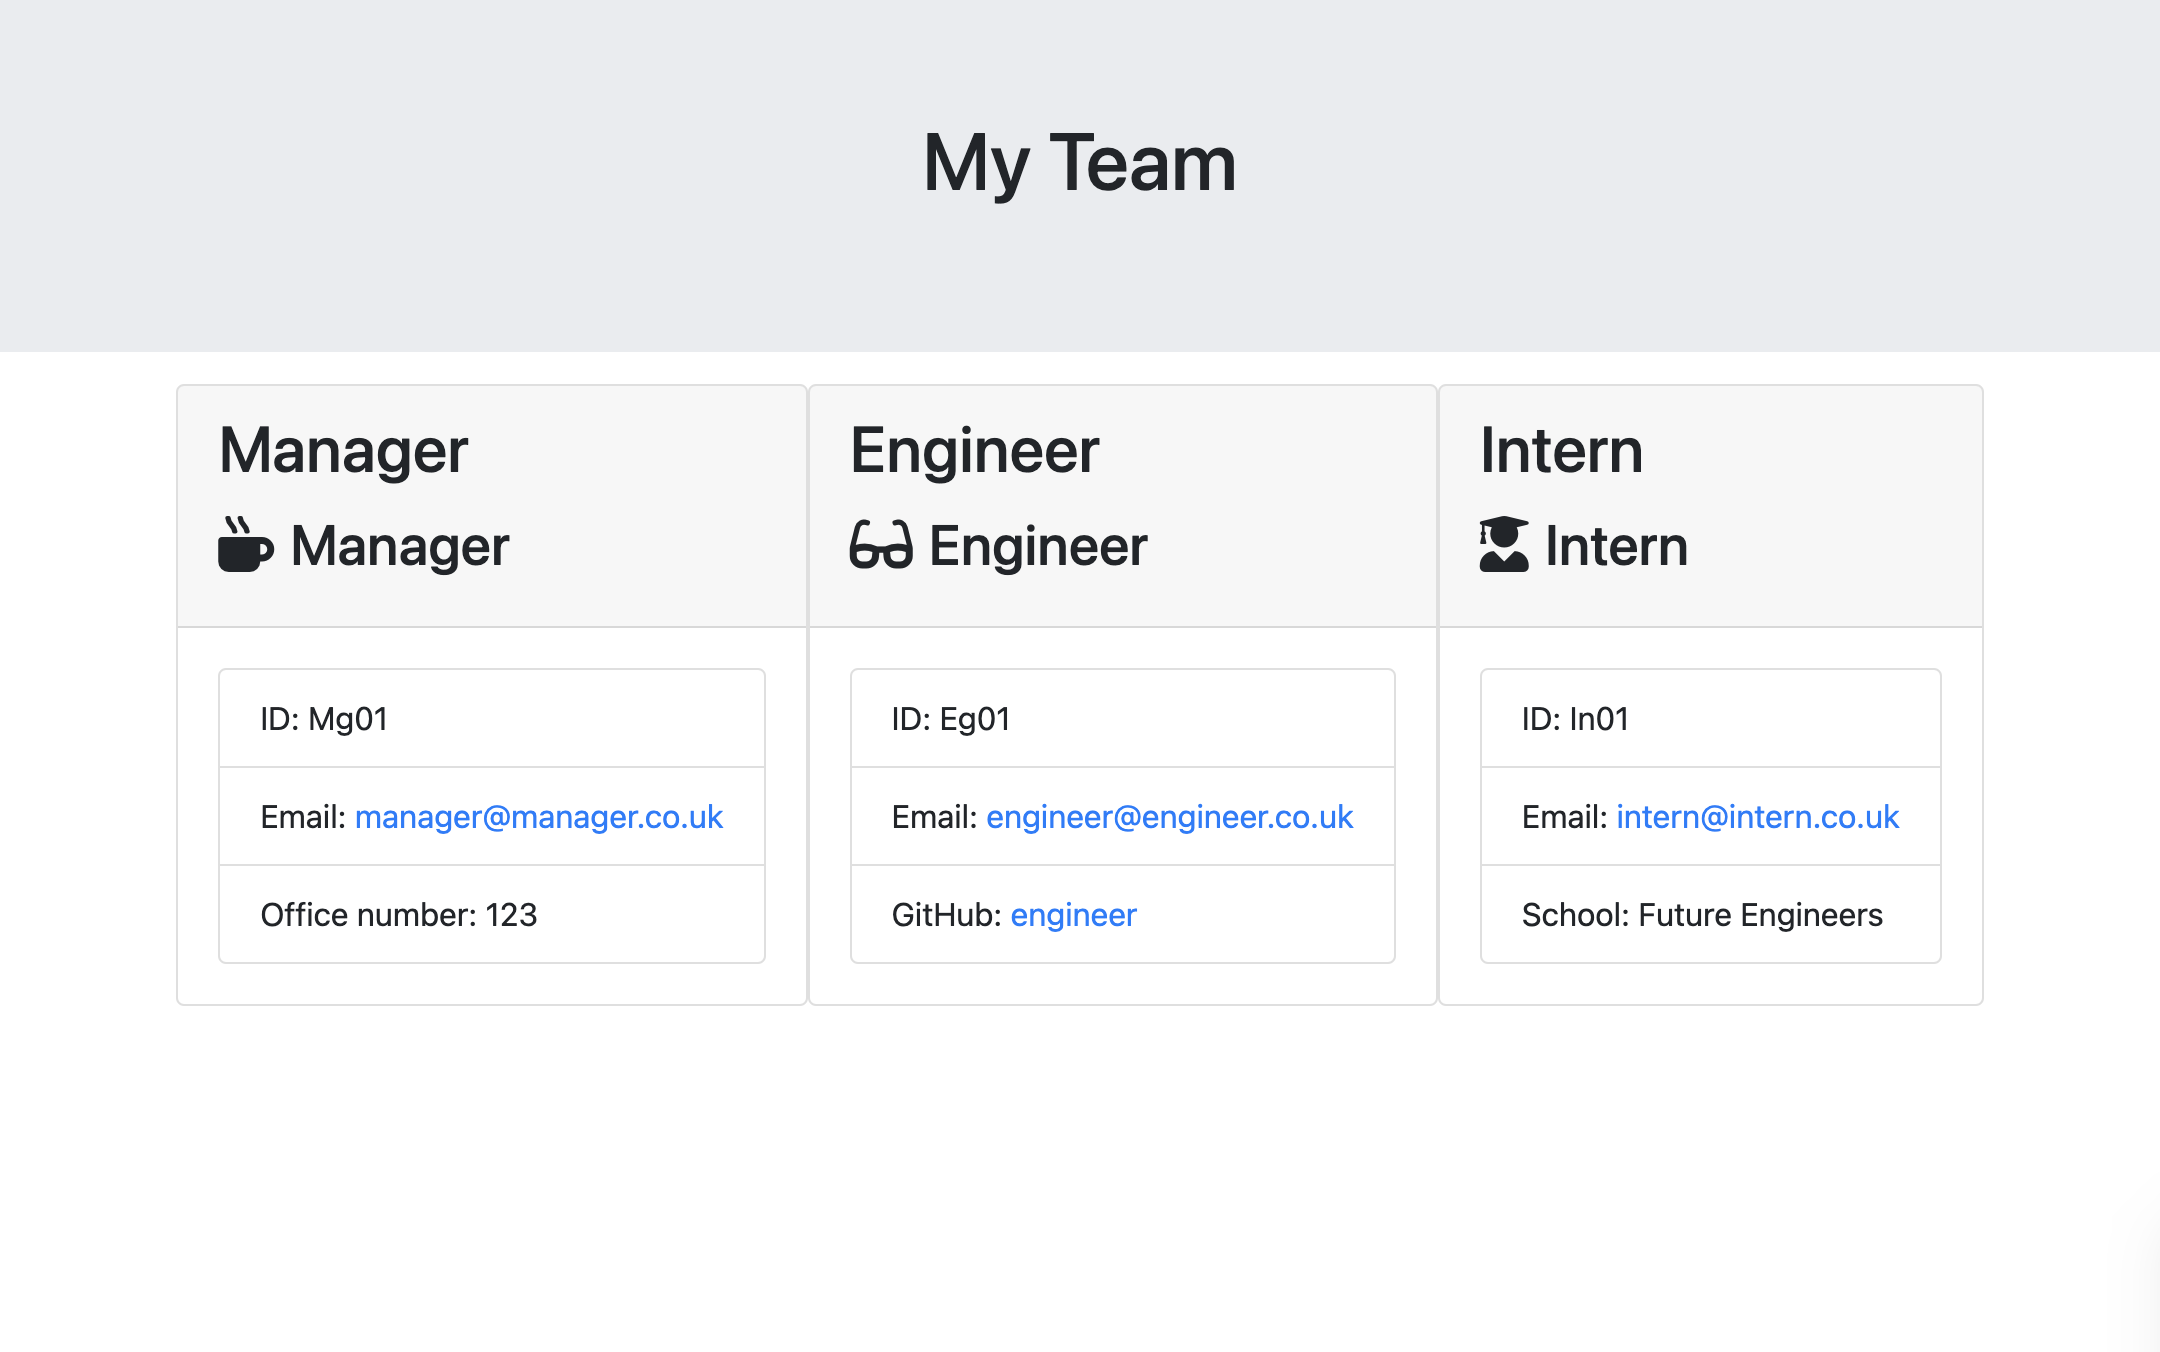 My Team
Manager
Manager
ID: Mg01
Email: manager@manager.co.uk
Office number: 123
Engineer
Engineer
ID: Eg01
Email: engineer@engineer.co.uk
GitHub: engineer
Intern
Intern
ID: In01
Email: intern@intern.co.uk
School: Future Engineers